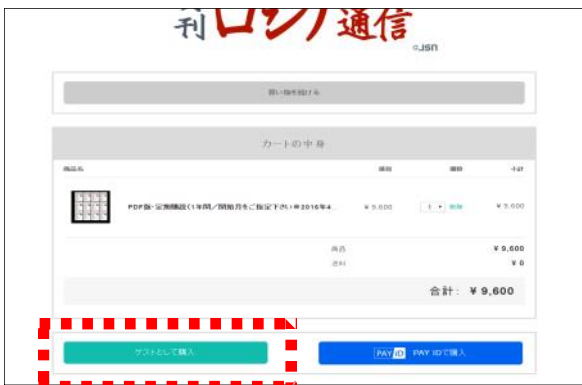 刊ロシア通信
JSN
買い物を続ける
カートの中身
商品名 価格 個数 小計
PDF版・定期購読(1年間/開始月をご指定下さい※2016年4... ¥ 9,600 1 削除 ¥ 9,600
商品 ¥ 9,600
送料 ¥ 0
合計: ¥ 9,600
ゲストとして購入
PAY ID PAY IDで購入